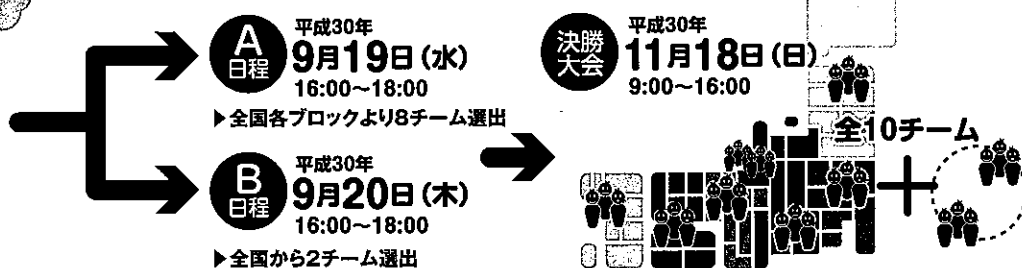 A
日程
平成30年
9月19日(水)
16:00〜18:00
▶全国各ブロックより8チーム選出
B
日程
平成30年
9月20日(木)
16:00〜18:00
▶全国から2チーム選出
決勝
大会
平成30年
11月18日(日)
9:00〜16:00
全10チーム